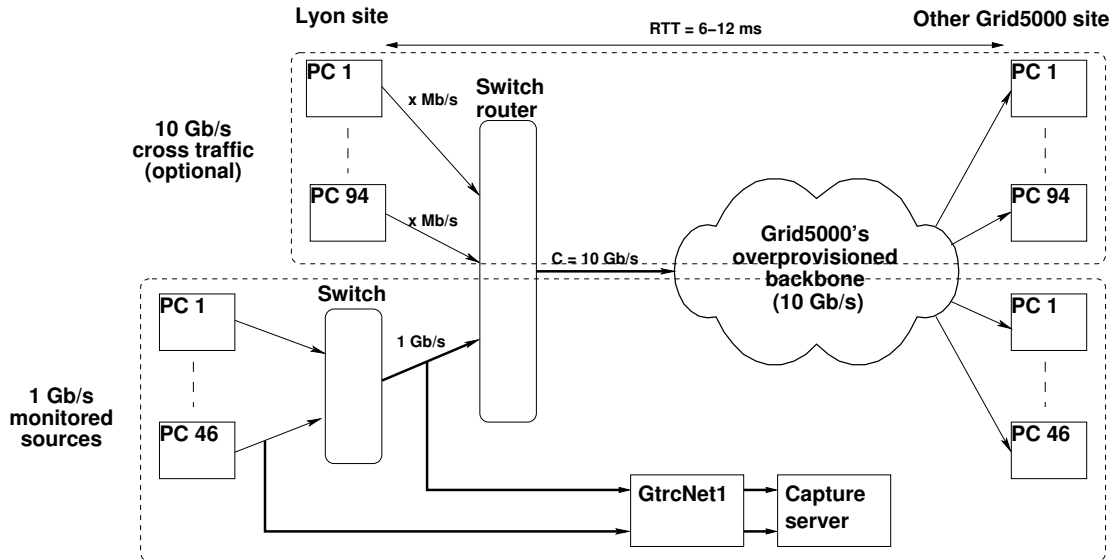 Lyon site
Other Grid5000 site
RTT = 6–12 ms
PC 1
PC 1
Switch
router
x Mb/s
10 Gb/s
cross traffic
(optional)
PC 94
PC 94
x Mb/s
Grid5000's
overprovisioned
backbone
(10 Gb/s)
C = 10 Gb/s
Switch
PC 1
PC 1
1 Gb/s
1 Gb/s
monitored
sources
PC 46
PC 46
GtrcNet1
Capture
server